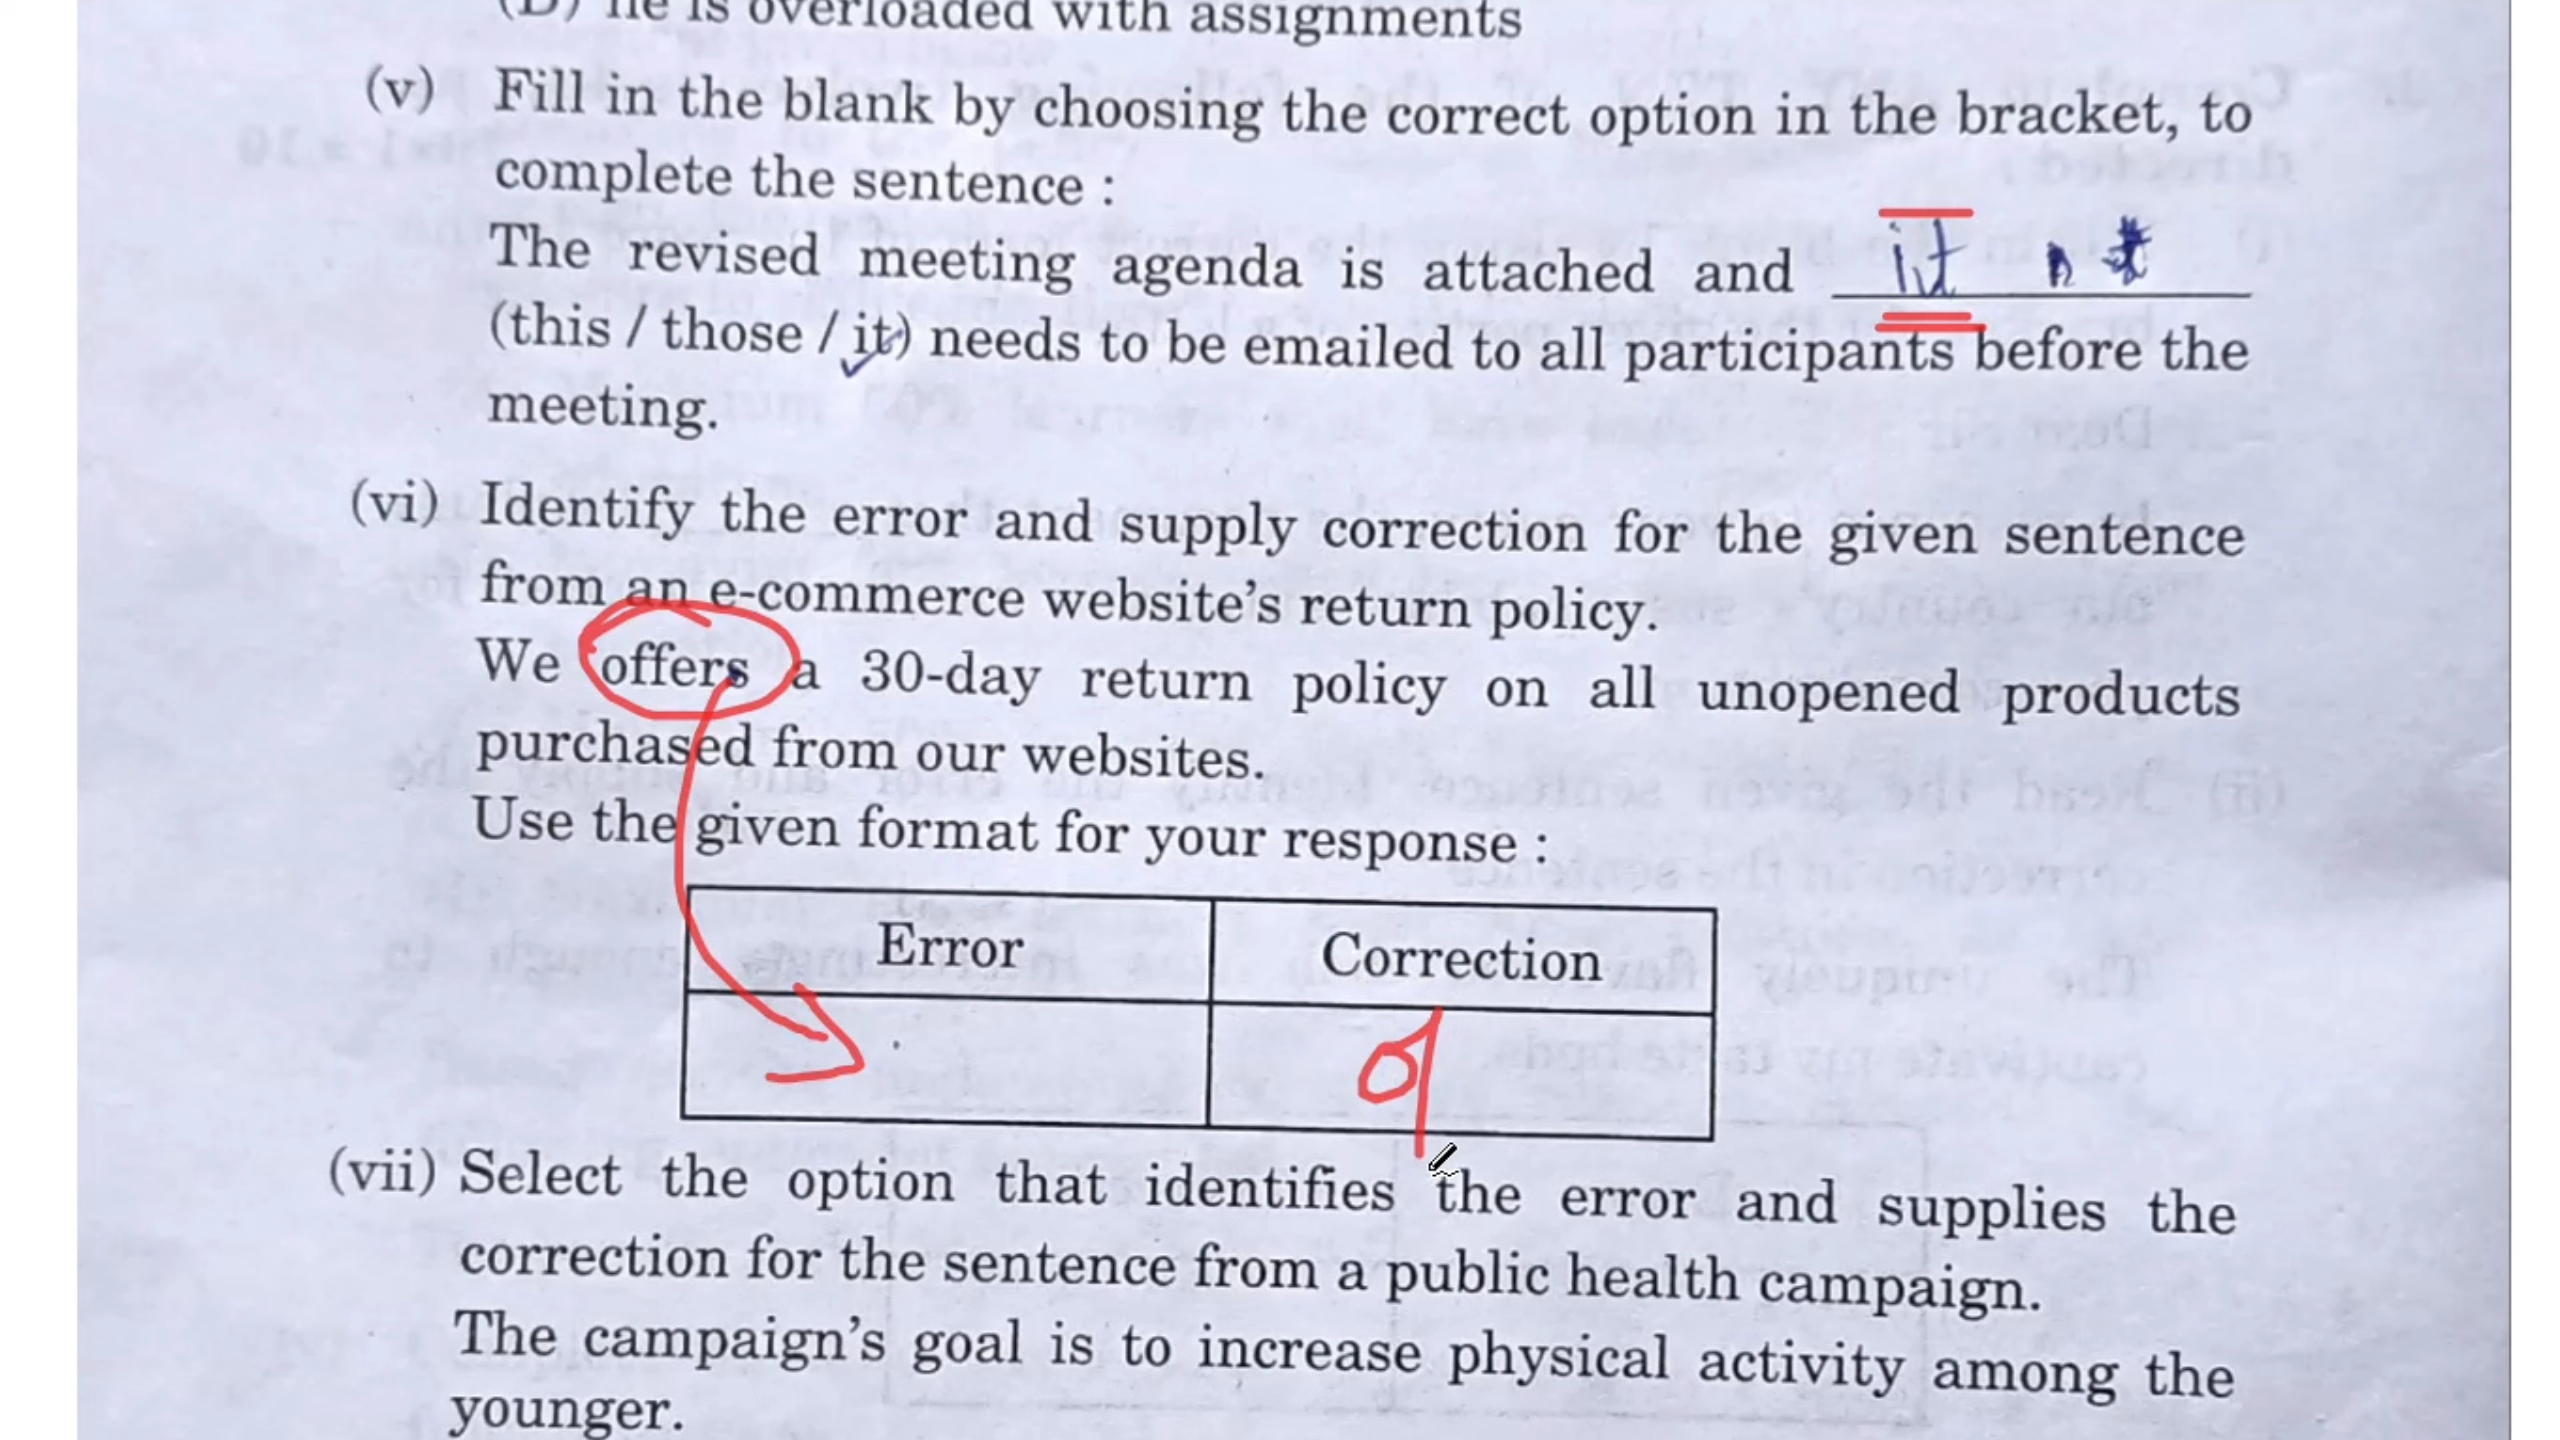 (D) he is overloaded with assignments
(v) Fill in the blank by choosing the correct option in the bracket, to
complete the sentence :
The revised meeting agenda is attached and it
(this / those / it) needs to be emailed to all participants before the
meeting.
(vi) Identify the error and supply correction for the given sentence
from an e-commerce website's return policy.
We offers a 30-day return policy on all unopened products
purchased from our websites.
Use the given format for your response :
Error Correction
(vii) Select the option that identifies the error and supplies the
correction for the sentence from a public health campaign.
The campaign's goal is to increase physical activity among the
younger.